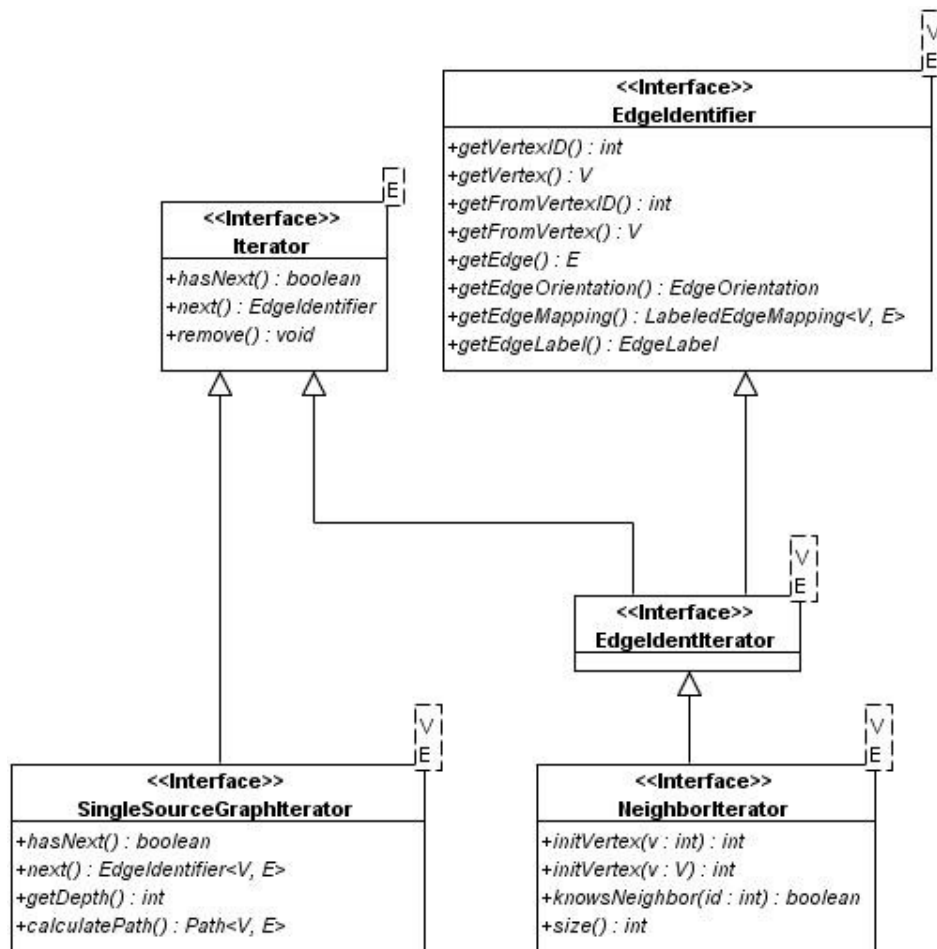 V
E
<<Interface>>
EdgeIdentifier
+getVertexID() : int
+getVertex() : V
+getFromVertexID() : int
+getFromVertex() : V
+getEdge() : E
+getEdgeOrientation() : EdgeOrientation
+getEdgeMapping() : LabeledEdgeMapping<V, E>
+getEdgeLabel() : EdgeLabel
E
<<Interface>>
Iterator
+hasNext() : boolean
+next() : EdgeIdentifier
+remove() : void
V
E
<<Interface>>
EdgeIdentIterator
V
E
<<Interface>>
SingleSourceGraphIterator
+hasNext() : boolean
+next() : EdgeIdentifier<V, E>
+getDepth() : int
+calculatePath() : Path<V, E>
V
E
<<Interface>>
NeighborIterator
+initVertex(v : int) : int
+initVertex(v : V) : int
+knowsNeighbor(id : int) : boolean
+size() : int